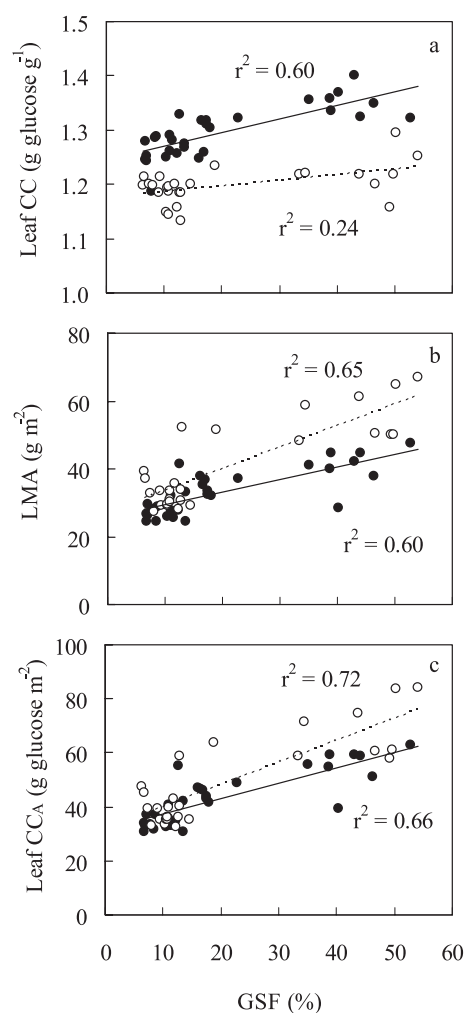 1.5
a
r² = 0.60
1.4
1.3
Leaf CC (g glucose g⁻¹)
1.2
r² = 0.24
1.1
1.0
80
b
r² = 0.65
60
LMA (g m⁻²)
40
r² = 0.60
20
0
100
c
r² = 0.72
80
60
Leaf CCA (g glucose m⁻²)
40
r² = 0.66
20
0
0 10 20 30 40 50 60
GSF (%)